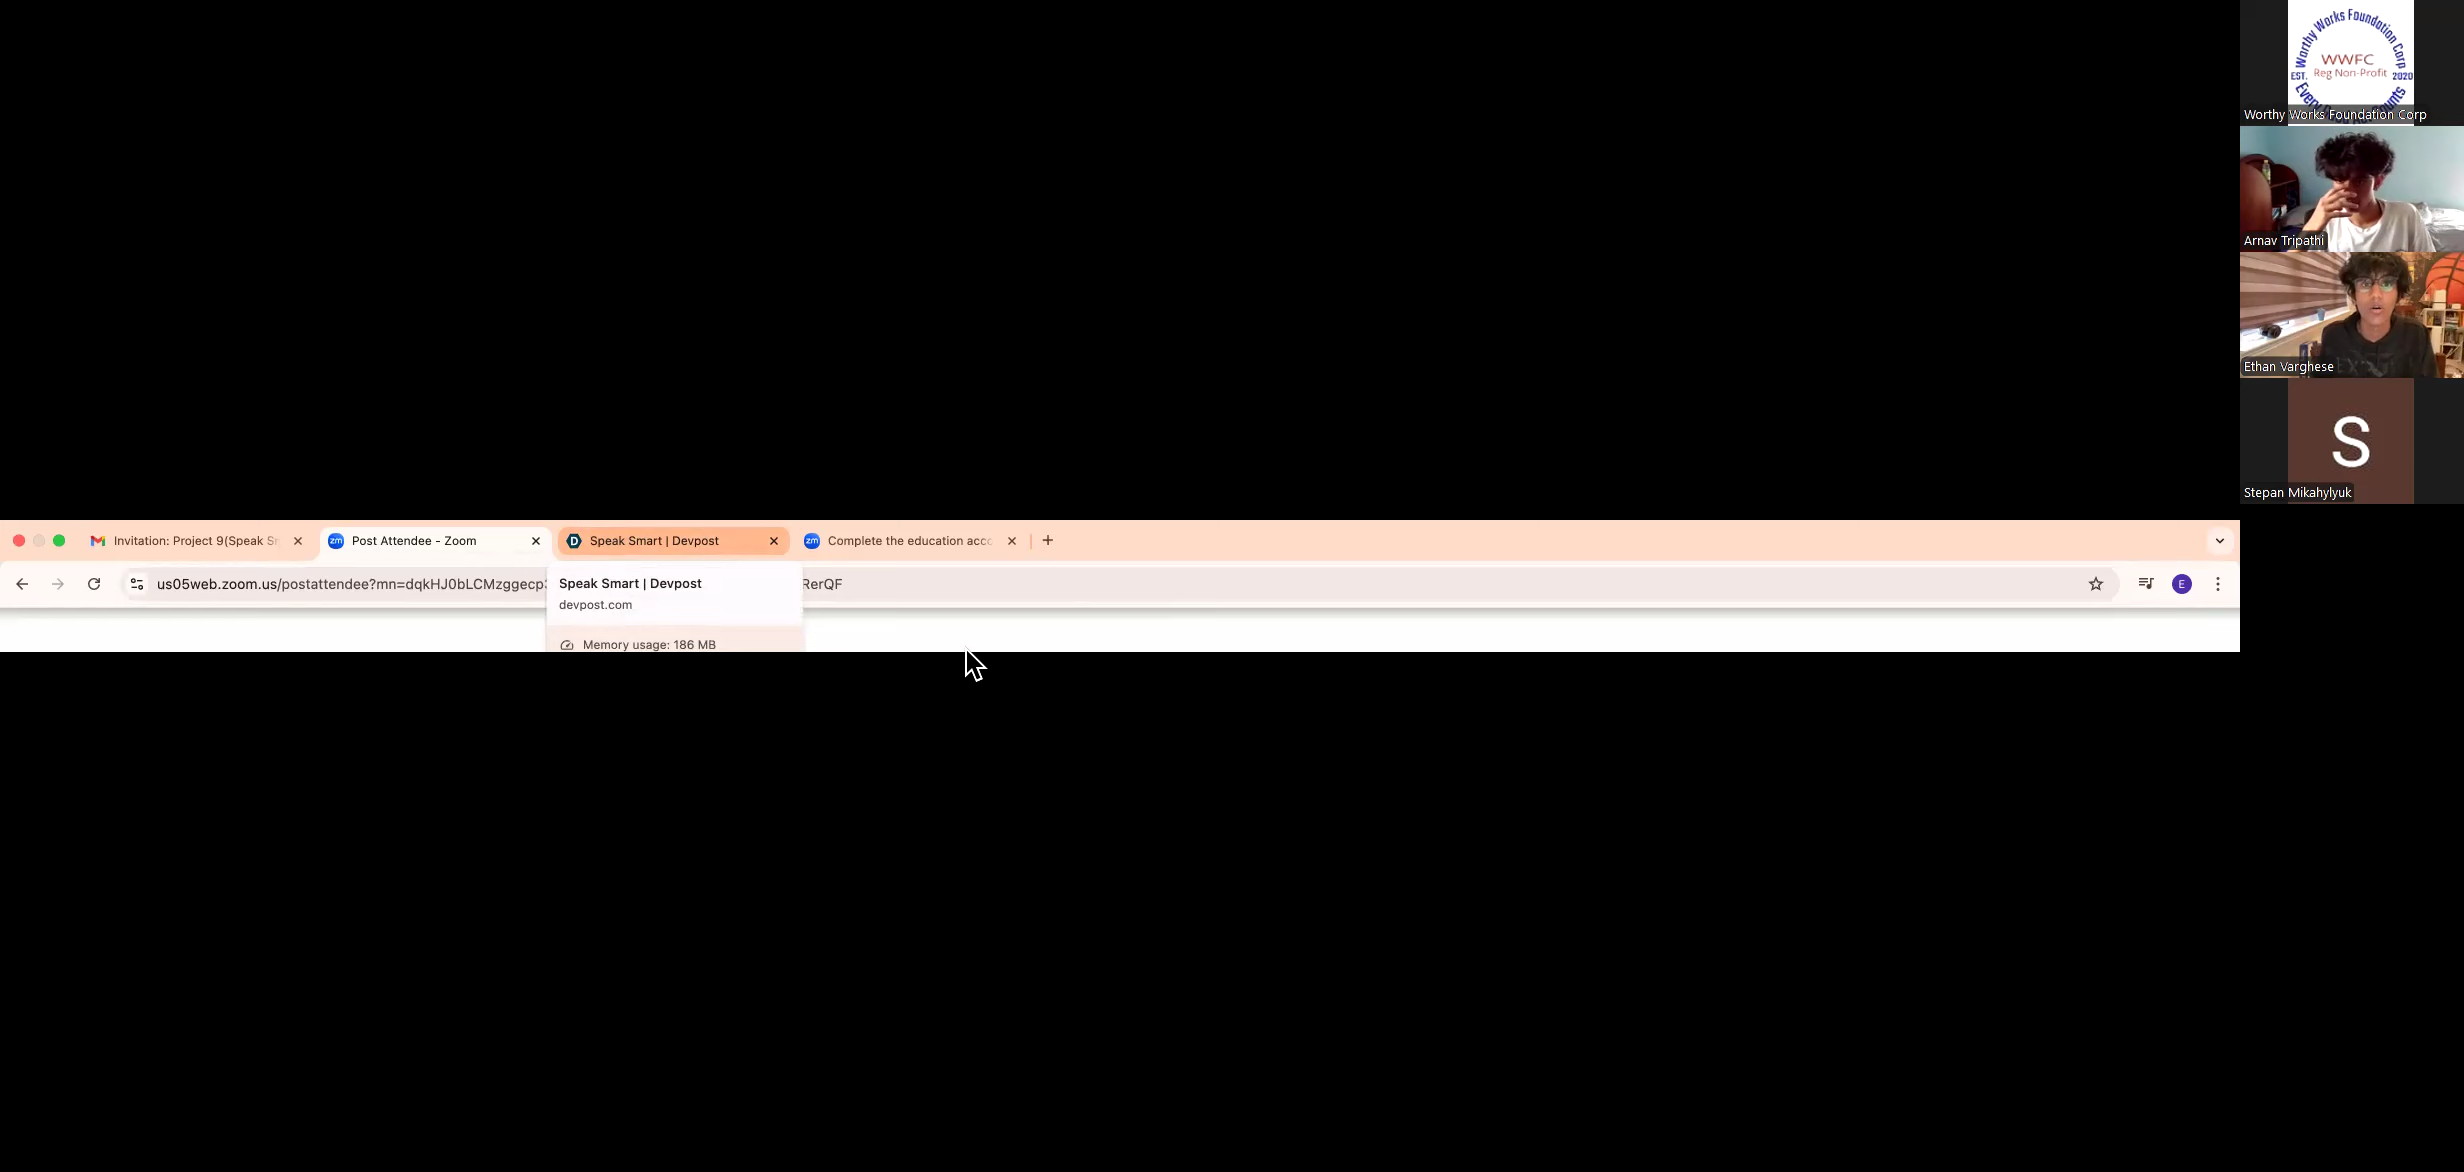 Worthy Works Foundation Corp
WWFC
Reg Non-Profit
EST. 2020
Worthy Works Foundation Corp
Arnav Tripathi
Ethan Varghese
S
Stepan Mikahylyuk
Invitation: Project 9(Speak
Post Attendee - Zoom
Speak Smart | Devpost
Complete the education acco
us05web.zoom.us/postattendee?mn=dqkHJ0bLCMzggecp
RerQF
E
Speak Smart | Devpost
devpost.com
Memory usage: 186 MB